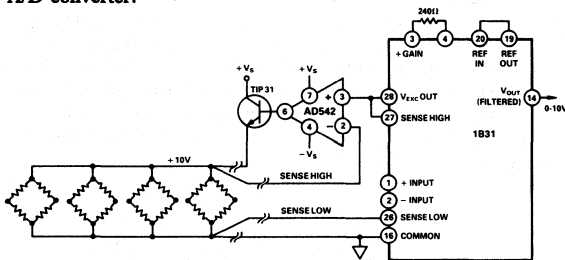 A/D converter.
240Ω
3 4 20 19
+GAIN REF IN REF OUT
+VS
TIP 31
+VS
7
6 + 3
AD542
4 - 2
-VS
28 VEXC OUT
27 SENSE HIGH
VOUT (FILTERED) 14
0-10V
1B31
+10V
SENSE HIGH
1 + INPUT
2 - INPUT
SENSE LOW
26 SENSE LOW
16 COMMON